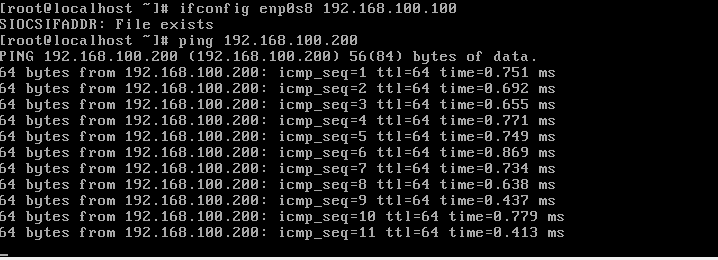 [root@localhost ~]# ifconfig enp0s8 192.168.100.100
SIOCSIFADDR: File exists
[root@localhost ~]# ping 192.168.100.200
PING 192.168.100.200 (192.168.100.200) 56(84) bytes of data.
64 bytes from 192.168.100.200: icmp_seq=1 ttl=64 time=0.751 ms
64 bytes from 192.168.100.200: icmp_seq=2 ttl=64 time=0.692 ms
64 bytes from 192.168.100.200: icmp_seq=3 ttl=64 time=0.655 ms
64 bytes from 192.168.100.200: icmp_seq=4 ttl=64 time=0.771 ms
64 bytes from 192.168.100.200: icmp_seq=5 ttl=64 time=0.749 ms
64 bytes from 192.168.100.200: icmp_seq=6 ttl=64 time=0.869 ms
64 bytes from 192.168.100.200: icmp_seq=7 ttl=64 time=0.734 ms
64 bytes from 192.168.100.200: icmp_seq=8 ttl=64 time=0.638 ms
64 bytes from 192.168.100.200: icmp_seq=9 ttl=64 time=0.437 ms
64 bytes from 192.168.100.200: icmp_seq=10 ttl=64 time=0.779 ms
64 bytes from 192.168.100.200: icmp_seq=11 ttl=64 time=0.413 ms